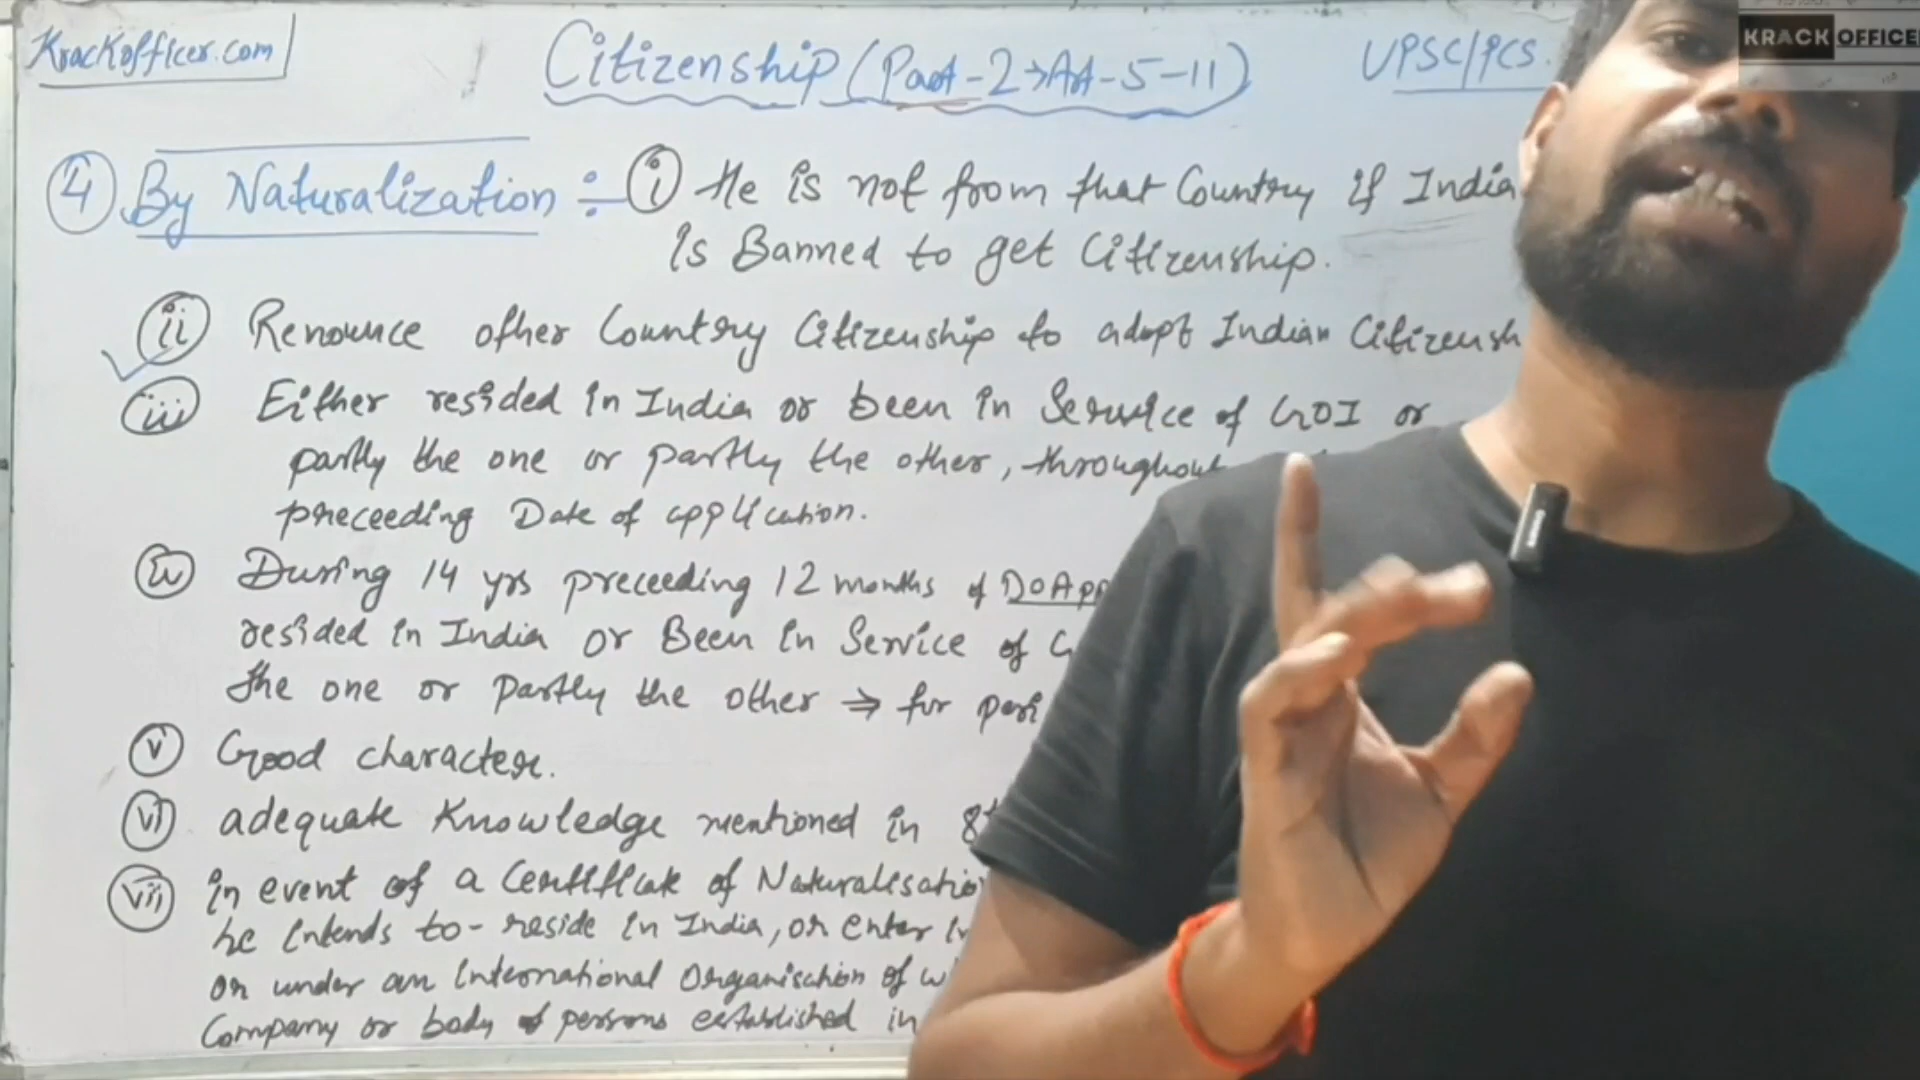 Krackofficer.com
Citizenship (Part-2→Art-5-11)
UPSC/PCS.
KRACK OFFICER
④ By Naturalization ÷ ⓘ He is not from that Country if India
is Banned to get Citizenship.
ii Renounce other Country Citizenship to adopt Indian Citizensh
iii Either resided in India or been in Service of GOI or
partly the one or partly the other, throughout
preceeding Date of application.
iv During 14 yrs preceeding 12 months of DOApp
resided in India or Been in Service of G
the one or partly the other ⇒ for peri
v Good character.
vi adequate Knowledge mentioned in 8t
vii in event of a Certificate of Naturalisatio
he intends to- reside in India, or enter in
or under an International Organisation of w
Company or body of persons established in